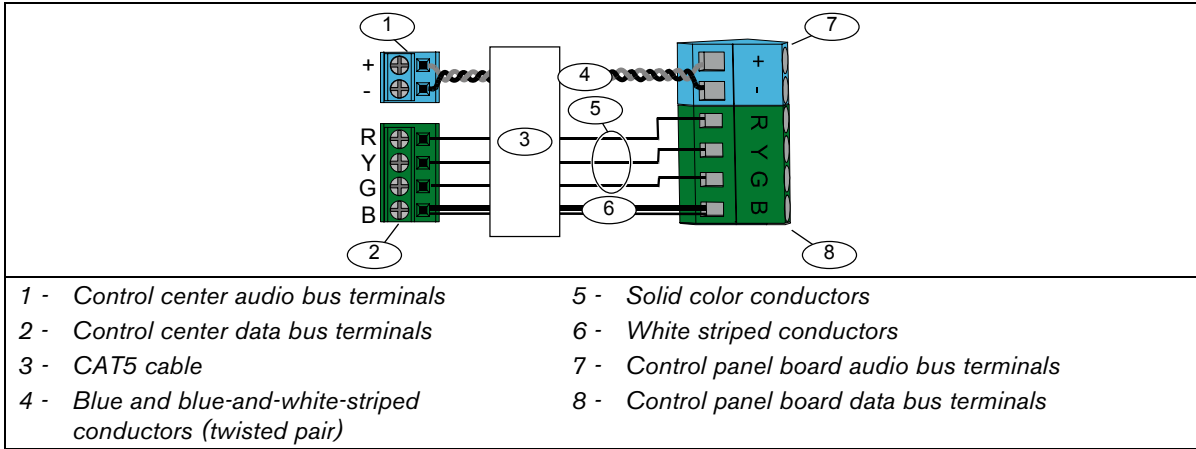 1
7
+
-
4
+
-
5
R
Y
G
B
3
R
Y
G
B
6
2
8
1 - Control center audio bus terminals
2 - Control center data bus terminals
3 - CAT5 cable
4 - Blue and blue-and-white-striped
conductors (twisted pair)
5 - Solid color conductors
6 - White striped conductors
7 - Control panel board audio bus terminals
8 - Control panel board data bus terminals